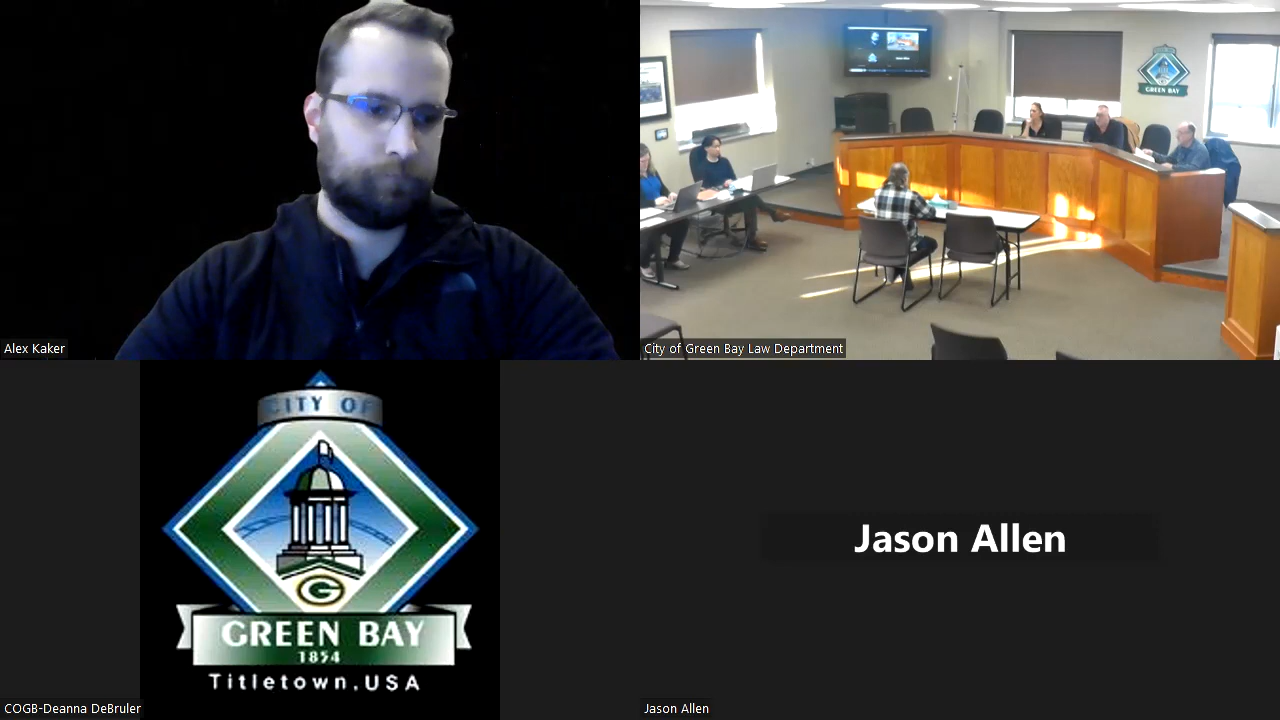 GREEN BAY
Alex Kaker
City of Green Bay Law Department
CITY OF
G
GREEN BAY
1854
Titletown.USA
Jason Allen
COGB-Deanna DeBruler
Jason Allen